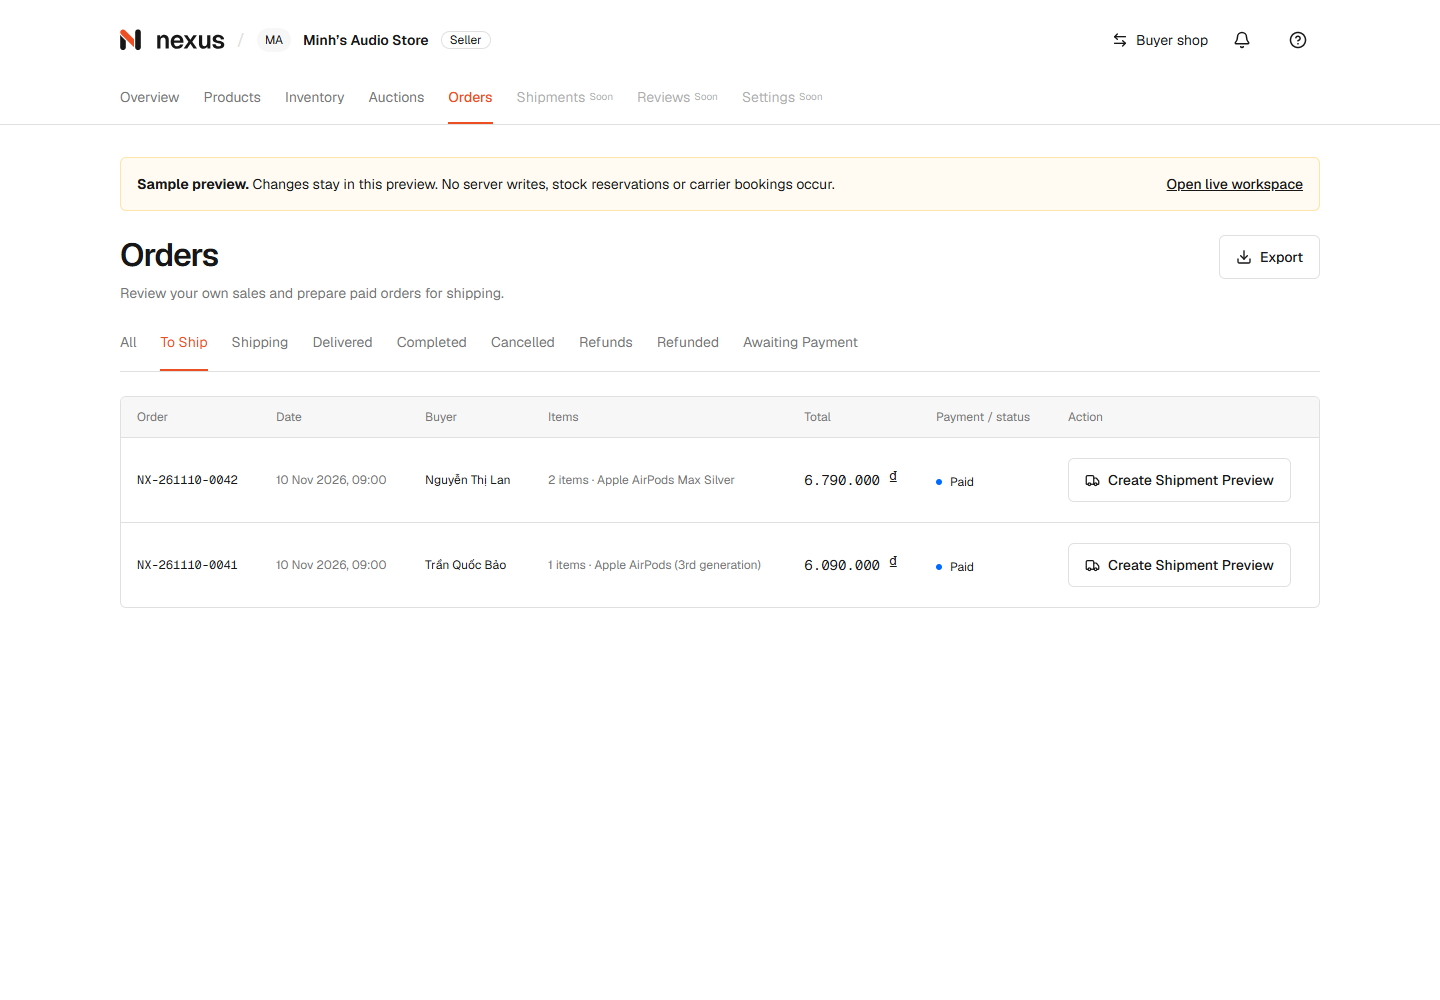 nexus / MA Minh's Audio Store Seller Buyer shop
Overview Products Inventory Auctions Orders Shipments Soon Reviews Soon Settings Soon
Sample preview. Changes stay in this preview. No server writes, stock reservations or carrier bookings occur. Open live workspace
Orders Export
Review your own sales and prepare paid orders for shipping.
All To Ship Shipping Delivered Completed Cancelled Refunds Refunded Awaiting Payment
Order Date Buyer Items Total Payment / status Action
NX-261110-0042 10 Nov 2026, 09:00 Nguyễn Thị Lan 2 items · Apple AirPods Max Silver 6.790.000 ₫ Paid Create Shipment Preview
NX-261110-0041 10 Nov 2026, 09:00 Trần Quốc Bảo 1 items · Apple AirPods (3rd generation) 6.090.000 ₫ Paid Create Shipment Preview